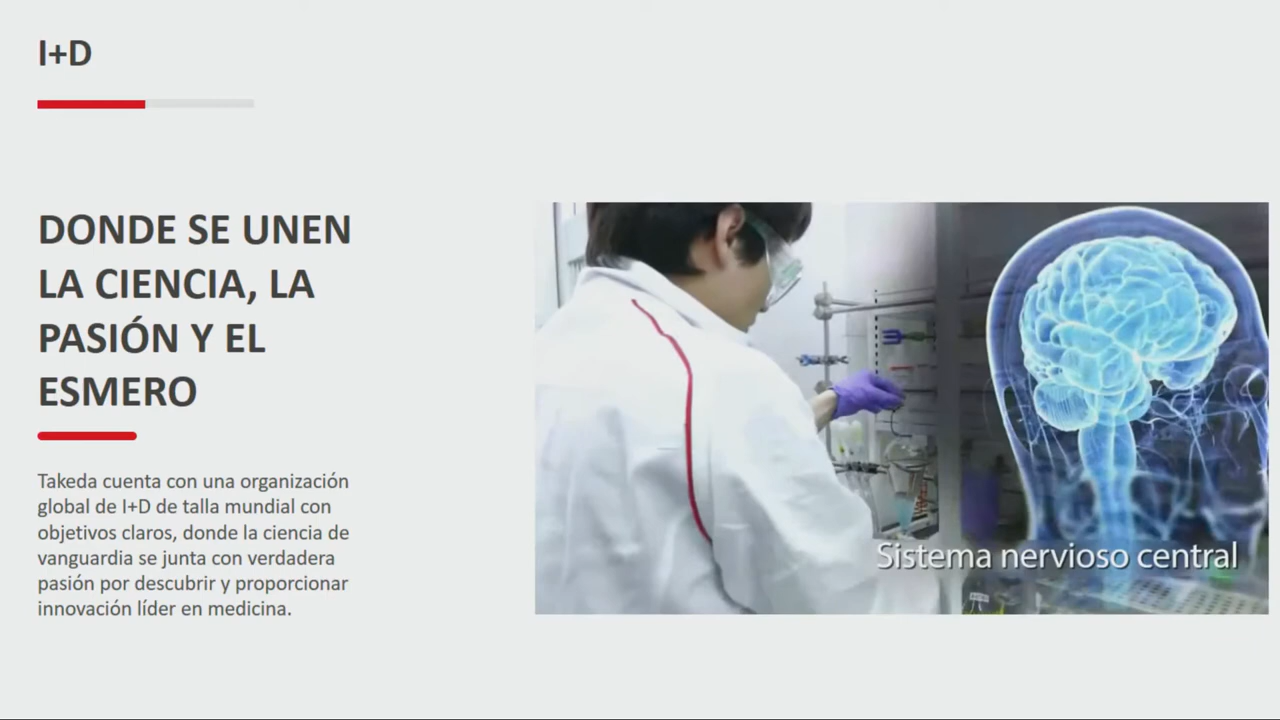 I+D
DONDE SE UNEN
LA CIENCIA, LA
PASIÓN Y EL
ESMERO
Takeda cuenta con una organización
global de I+D de talla mundial con
objetivos claros, donde la ciencia de
vanguardia se junta con verdadera
pasión por descubrir y proporcionar
innovación líder en medicina.
Sistema nervioso central